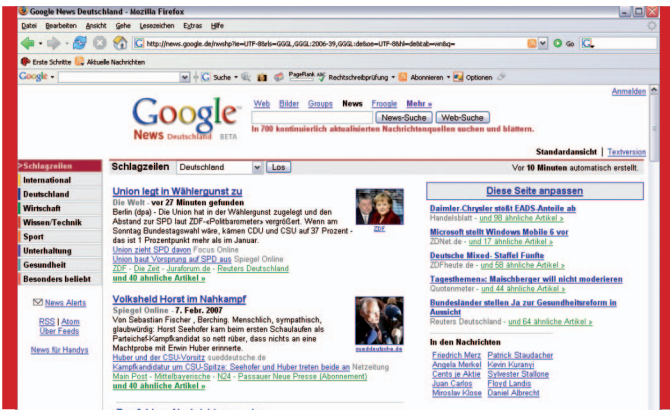 Google News Deutschland - Mozilla Firefox
Datei Bearbeiten Ansicht Gehe Lesezeichen Extras Hilfe
http://news.google.de/nwshp?ie=UTF-8&rls=GGGL,GGGL:2006-39,GGGL:de&oe=UTF-8&hl=de&tab=wn&q=
Go
Erste Schritte Aktuelle Nachrichten
Google Suche PageRank Rechtschreibprüfung Abonnieren Optionen
Anmelden
Google
News Deutschland BETA
Web Bilder Groups News Froogle Mehr »
News-Suche Web-Suche
In 700 kontinuierlich aktualisierten Nachrichtenquellen suchen und blättern.
Standardansicht | Textversion
>Schlagzeilen
International
Deutschland
Wirtschaft
Wissen/Technik
Sport
Unterhaltung
Gesundheit
Besonders beliebt
News Alerts
RSS | Atom
Über Feeds
News für Handys
Schlagzeilen Deutschland Los
Vor 10 Minuten automatisch erstellt.
Union legt in Wählergunst zu
Die Welt - vor 27 Minuten gefunden
Berlin (dpa) - Die Union hat in der Wählergunst zugelegt und den
Abstand zur SPD laut ZDF-«Politbarometer» vergrößert. Wenn am
Sonntag Bundestagswahl wäre, kämen CDU und CSU auf 37 Prozent -
das ist 1 Prozentpunkt mehr als im Januar.
Union zieht SPD davon Focus Online
Union baut Vorsprung auf SPD aus Spiegel Online
ZDF - Die Zeit - Juraforum.de - Reuters Deutschland
und 40 ähnliche Artikel »
ZDF
Volksheld Horst im Nahkampf
Spiegel Online - 7. Febr. 2007
Von Sebastian Fischer , Berching. Menschlich, sympathisch,
glaubwürdig: Horst Seehofer kam beim ersten Schaulaufen als
Parteichef-Kampfkandidat so nett rüber, dass nichts an eine
Machtprobe mit Erwin Huber erinnerte.
Huber und der CSU-Vorsitz sueddeutsche.de
Kampfkandidatur um CSU-Spitze: Seehofer und Huber treten beide an Netzeitung
Main Post - Mittelbayerische - N24 - Passauer Neue Presse (Abonnement)
und 40 ähnliche Artikel »
sueddeutsche.de
Diese Seite anpassen
Daimler-Chrysler stößt EADS-Anteile ab
Handelsblatt - und 98 ähnliche Artikel »
Microsoft stellt Windows Mobile 6 vor
ZDNet.de - und 17 ähnliche Artikel »
Deutsche Mixed- Staffel Fünfte
ZDFheute.de - und 58 ähnliche Artikel »
Tagesthemen»: Maischberger will nicht moderieren
Quotenmeter - und 44 ähnliche Artikel »
Bundesländer stellen Ja zur Gesundheitsreform in
Aussicht
Reuters Deutschland - und 64 ähnliche Artikel »
In den Nachrichten
Friedrich Merz Patrick Staudacher
Angela Merkel Kevin Kuranyi
Cents je Aktie Sylvester Stallone
Juan Carlos Floyd Landis
Miroslav Klose Daniel Albrecht